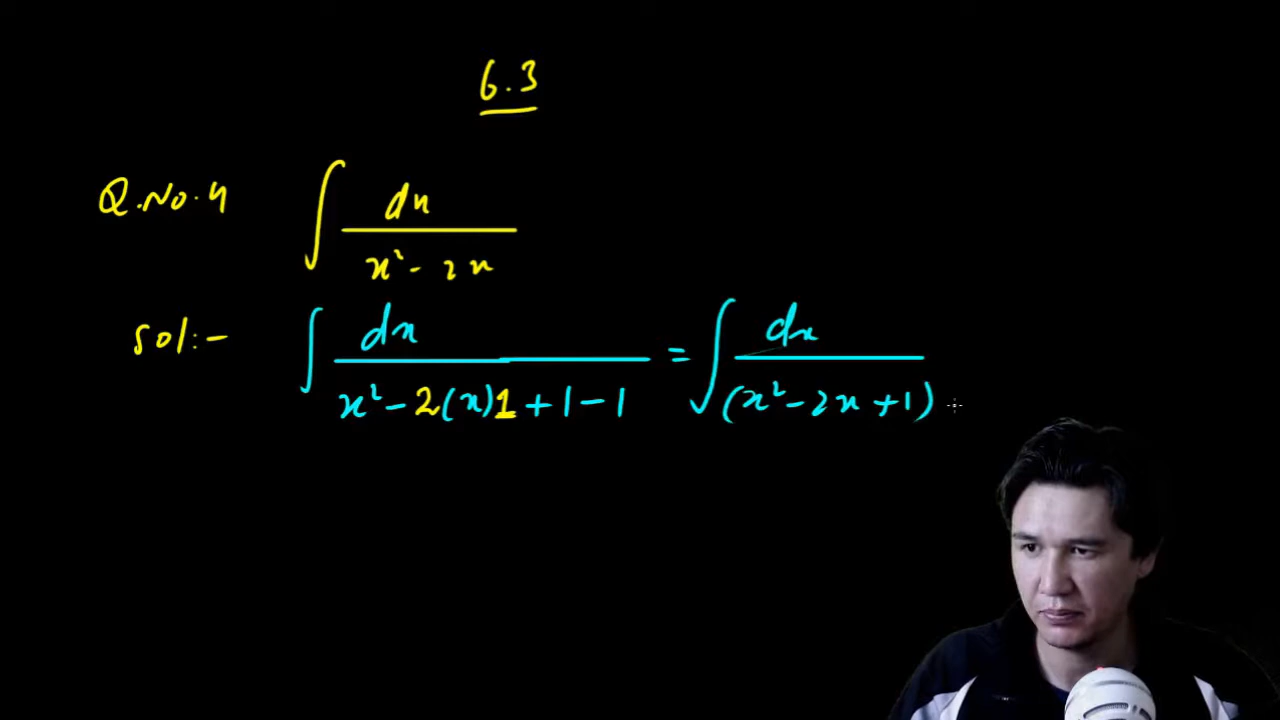 6.3
Q.No.4 ∫ dx / x² - 2x
Sol:- ∫ dx / x² - 2(x)1 + 1 - 1 = ∫ dx / (x² - 2x + 1)